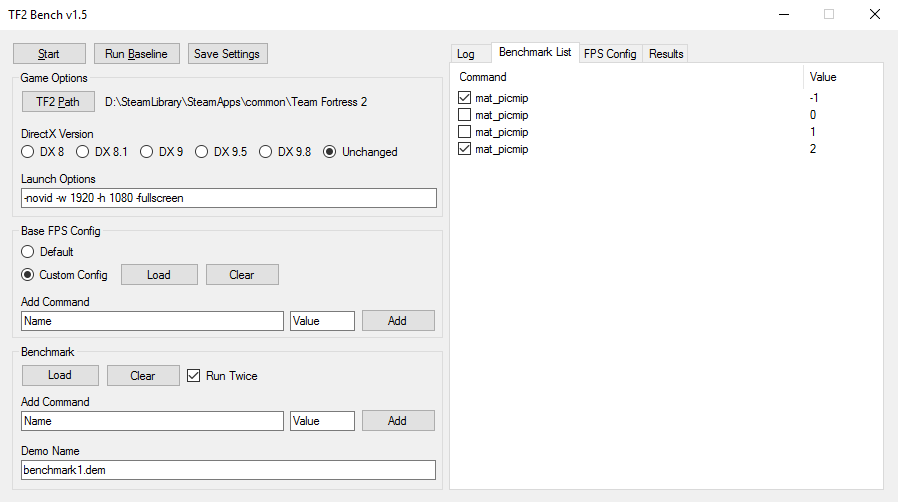 TF2 Bench v1.5
Start Run Baseline Save Settings
Game Options
TF2 Path D:\SteamLibrary\SteamApps\common\Team Fortress 2
DirectX Version
DX 8 DX 8.1 DX 9 DX 9.5 DX 9.8 Unchanged
Launch Options
-novid -w 1920 -h 1080 -fullscreen
Base FPS Config
Default
Custom Config Load Clear
Add Command
Name Value Add
Benchmark
Load Clear Run Twice
Add Command
Name Value Add
Demo Name
benchmark1.dem
Log Benchmark List FPS Config Results
Command Value
mat_picmip -1
mat_picmip 0
mat_picmip 1
mat_picmip 2